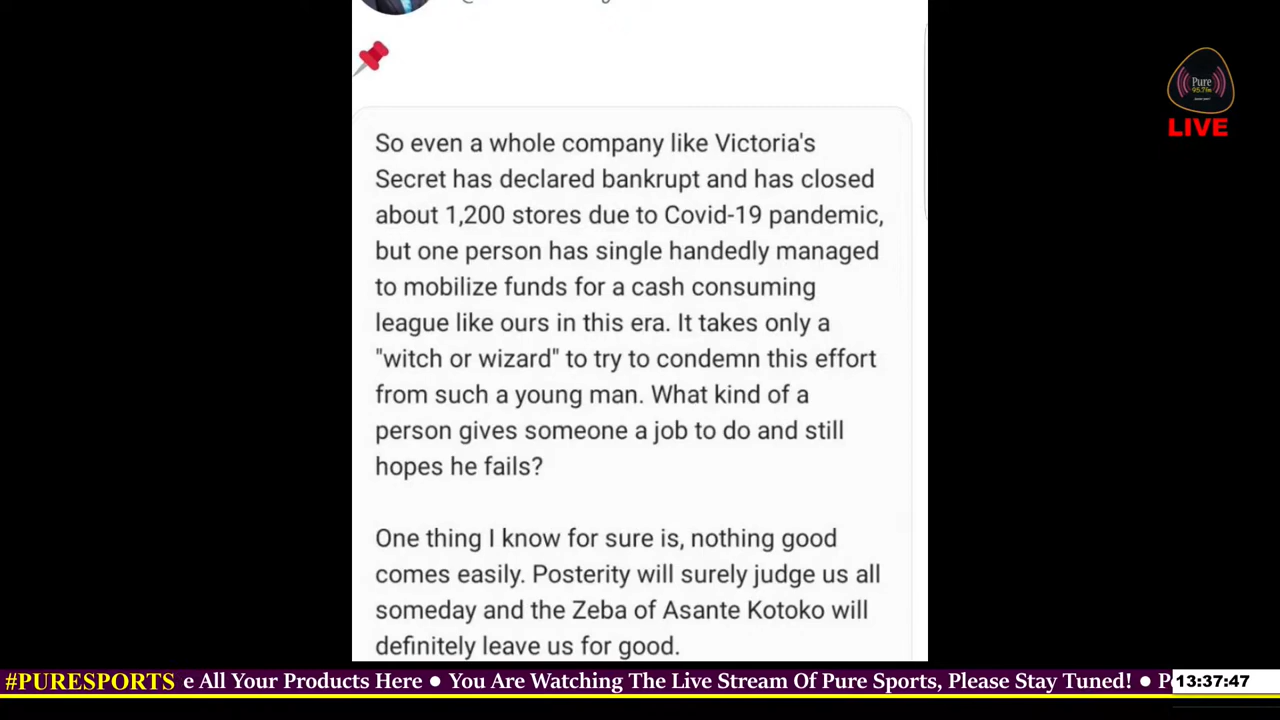 Pure
95.7fm
LIVE
So even a whole company like Victoria's
Secret has declared bankrupt and has closed
about 1,200 stores due to Covid-19 pandemic,
but one person has single handedly managed
to mobilize funds for a cash consuming
league like ours in this era. It takes only a
"witch or wizard" to try to condemn this effort
from such a young man. What kind of a
person gives someone a job to do and still
hopes he fails?
One thing I know for sure is, nothing good
comes easily. Posterity will surely judge us all
someday and the Zeba of Asante Kotoko will
definitely leave us for good.
#PURESPORTS e All Your Products Here ● You Are Watching The Live Stream Of Pure Sports, Please Stay Tuned! ● P 13:37:47